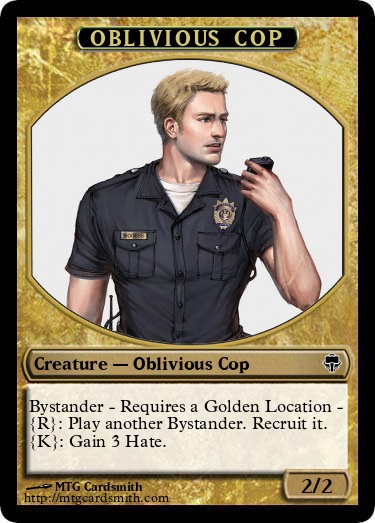 OBLIVIOUS COP
Creature — Oblivious Cop
Bystander - Requires a Golden Location -
{R}: Play another Bystander. Recruit it.
{K}: Gain 3 Hate.
MTG Cardsmith
http://mtgcardsmith.com
2/2